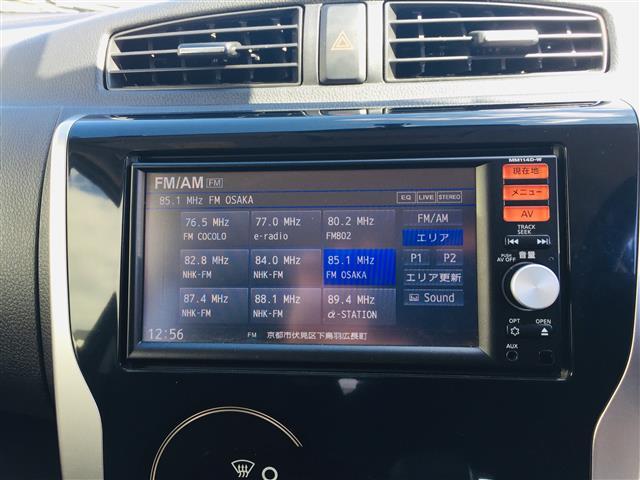 MM114D-W
FM/AM FM
現在地
85.1 MHz FM OSAKA
EQ LIVE STEREO
メニュー
AV
76.5 MHz
FM COCOLO
77.0 MHz
e-radio
80.2 MHz
FM802
FM/AM
エリア
TRACK
SEEK
82.8 MHz
NHK-FM
84.0 MHz
NHK-FM
85.1 MHz
FM OSAKA
P1 P2
エリア更新
PUSH
AV OFF
音量
87.4 MHz
NHK-FM
88.1 MHz
NHK-FM
89.4 MHz
α-STATION
Sound
OPT OPEN
12:56
FM 京都市伏見区下鳥羽広長町
AUX